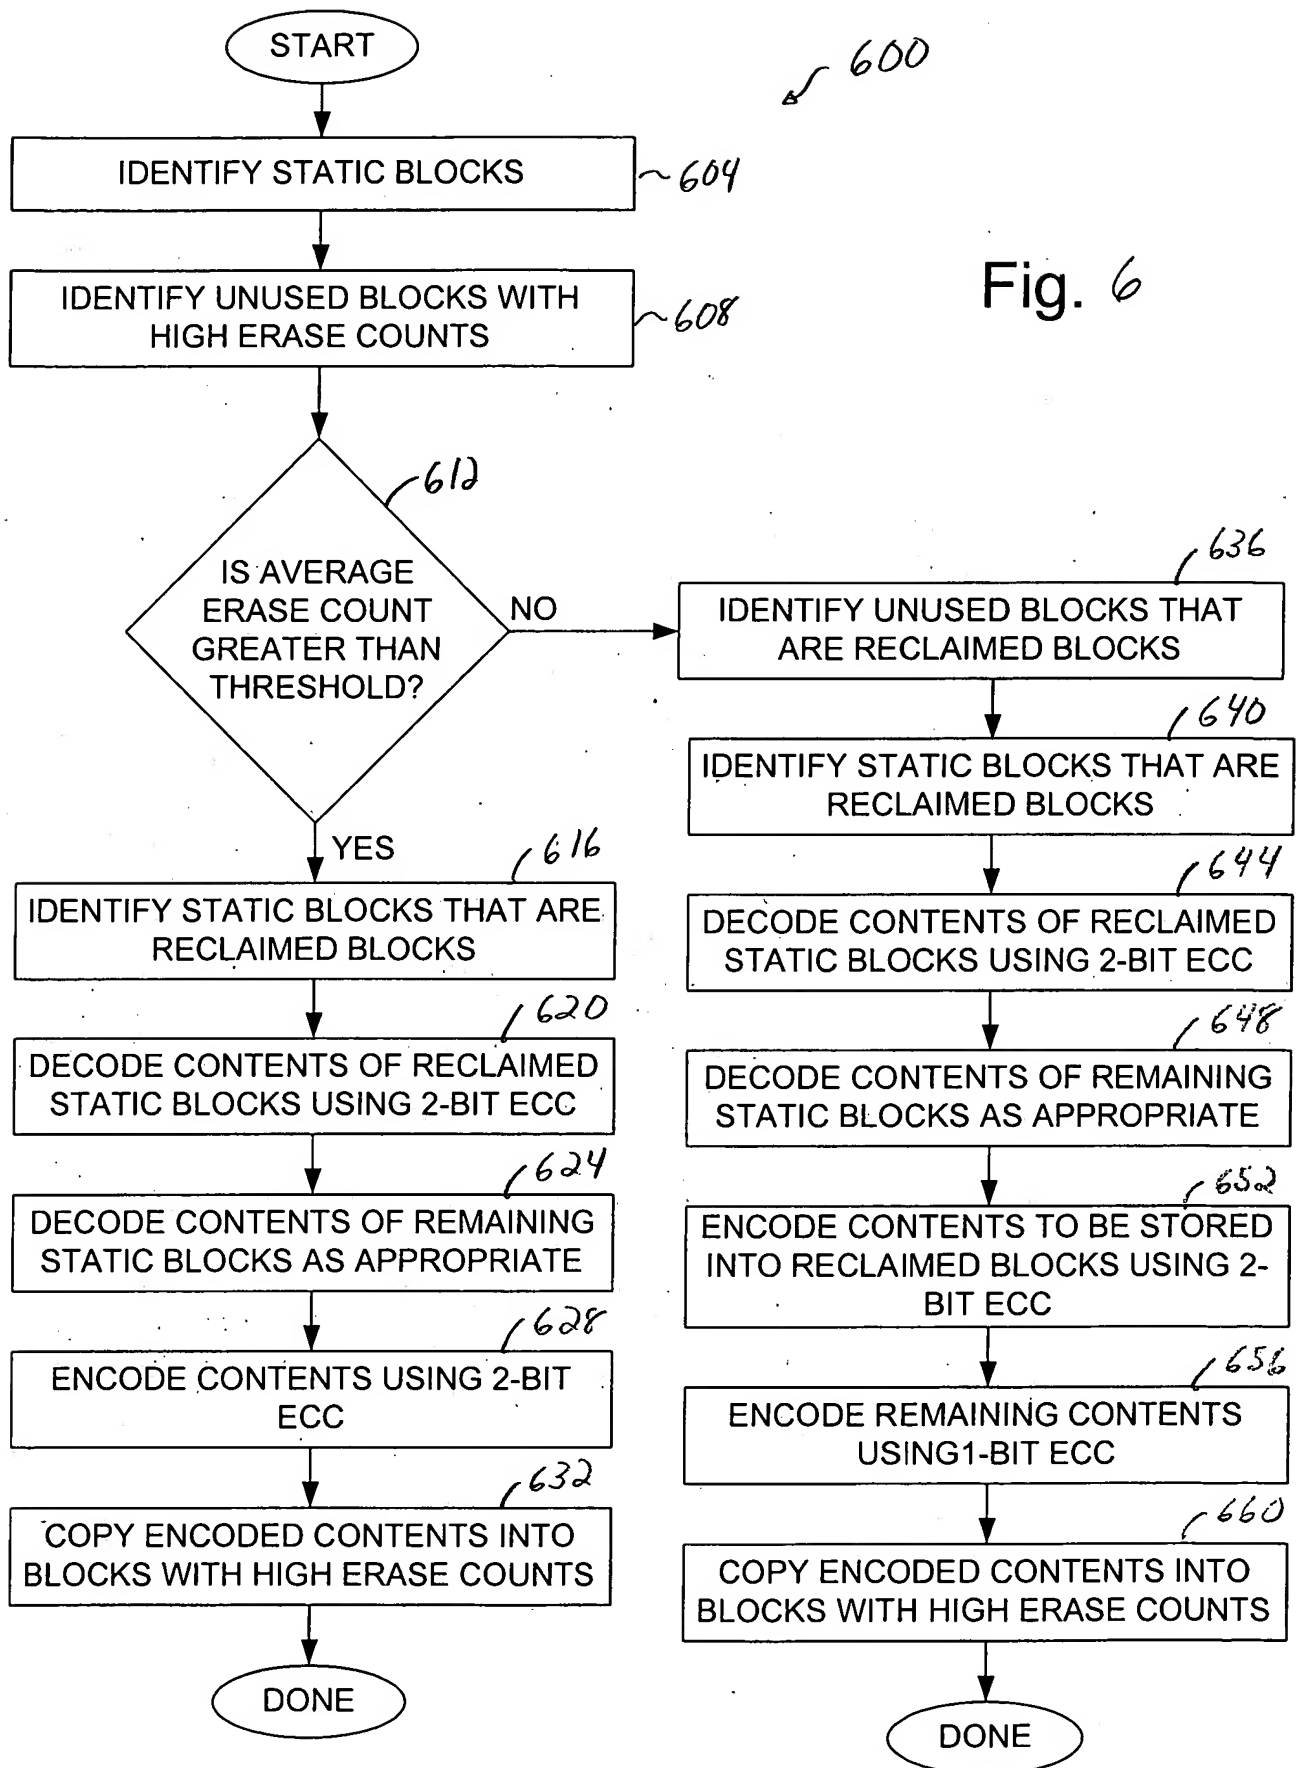 START
600
IDENTIFY STATIC BLOCKS
604
Fig. 6
IDENTIFY UNUSED BLOCKS WITH
HIGH ERASE COUNTS
608
612
IS AVERAGE
ERASE COUNT
GREATER THAN
THRESHOLD?
NO
YES
616
IDENTIFY STATIC BLOCKS THAT ARE
RECLAIMED BLOCKS
620
DECODE CONTENTS OF RECLAIMED
STATIC BLOCKS USING 2-BIT ECC
624
DECODE CONTENTS OF REMAINING
STATIC BLOCKS AS APPROPRIATE
628
ENCODE CONTENTS USING 2-BIT
ECC
632
COPY ENCODED CONTENTS INTO
BLOCKS WITH HIGH ERASE COUNTS
DONE
636
IDENTIFY UNUSED BLOCKS THAT
ARE RECLAIMED BLOCKS
640
IDENTIFY STATIC BLOCKS THAT ARE
RECLAIMED BLOCKS
644
DECODE CONTENTS OF RECLAIMED
STATIC BLOCKS USING 2-BIT ECC
648
DECODE CONTENTS OF REMAINING
STATIC BLOCKS AS APPROPRIATE
652
ENCODE CONTENTS TO BE STORED
INTO RECLAIMED BLOCKS USING 2-
BIT ECC
656
ENCODE REMAINING CONTENTS
USING1-BIT ECC
660
COPY ENCODED CONTENTS INTO
BLOCKS WITH HIGH ERASE COUNTS
DONE